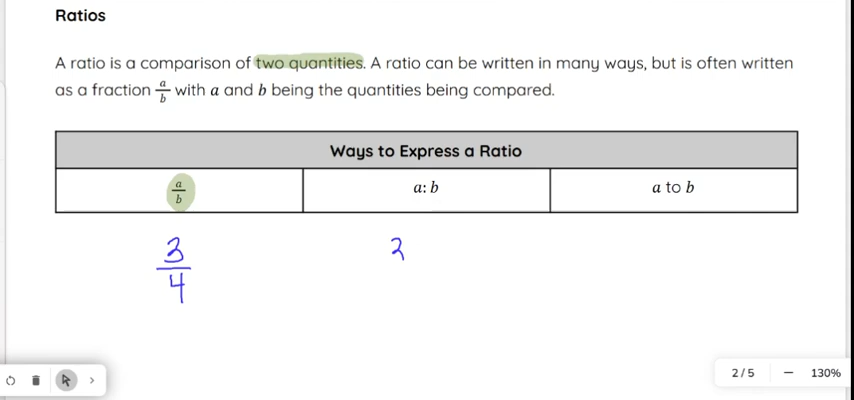 Ratios
A ratio is a comparison of two quantities. A ratio can be written in many ways, but is often written
as a fraction a/b with a and b being the quantities being compared.
Ways to Express a Ratio
a/b a: b a to b
3/4 3
2 / 5 — 130%